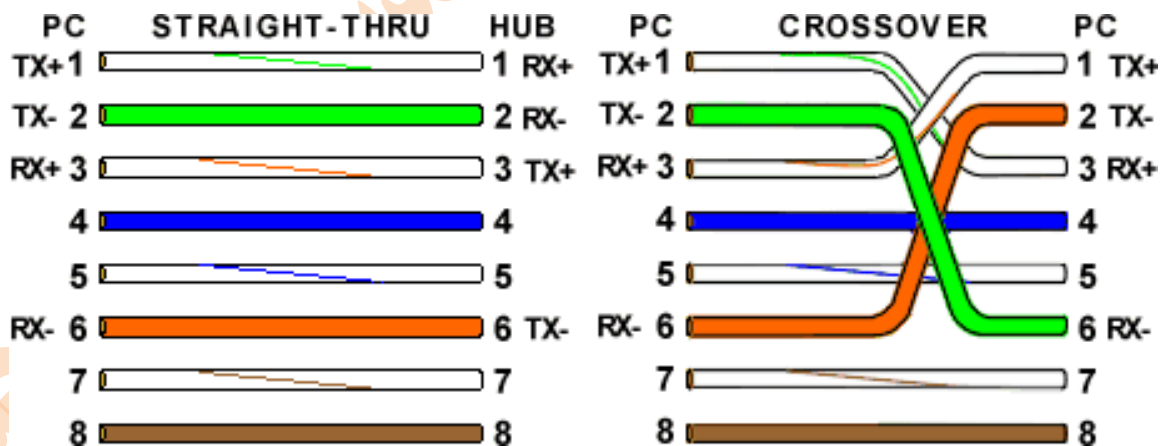 PC STRAIGHT-THRU HUB
TX+ 1 1 RX+
TX- 2 2 RX-
RX+ 3 3 TX+
4 4
5 5
RX- 6 6 TX-
7 7
8 8
PC CROSSOVER PC
TX+ 1 1 TX+
TX- 2 2 TX-
RX+ 3 3 RX+
4 4
5 5
RX- 6 6 RX-
7 7
8 8